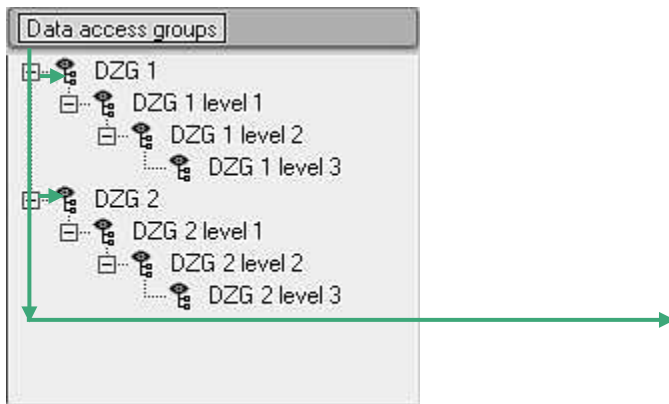 Data access groups
DZG 1
DZG 1 level 1
DZG 1 level 2
DZG 1 level 3
DZG 2
DZG 2 level 1
DZG 2 level 2
DZG 2 level 3